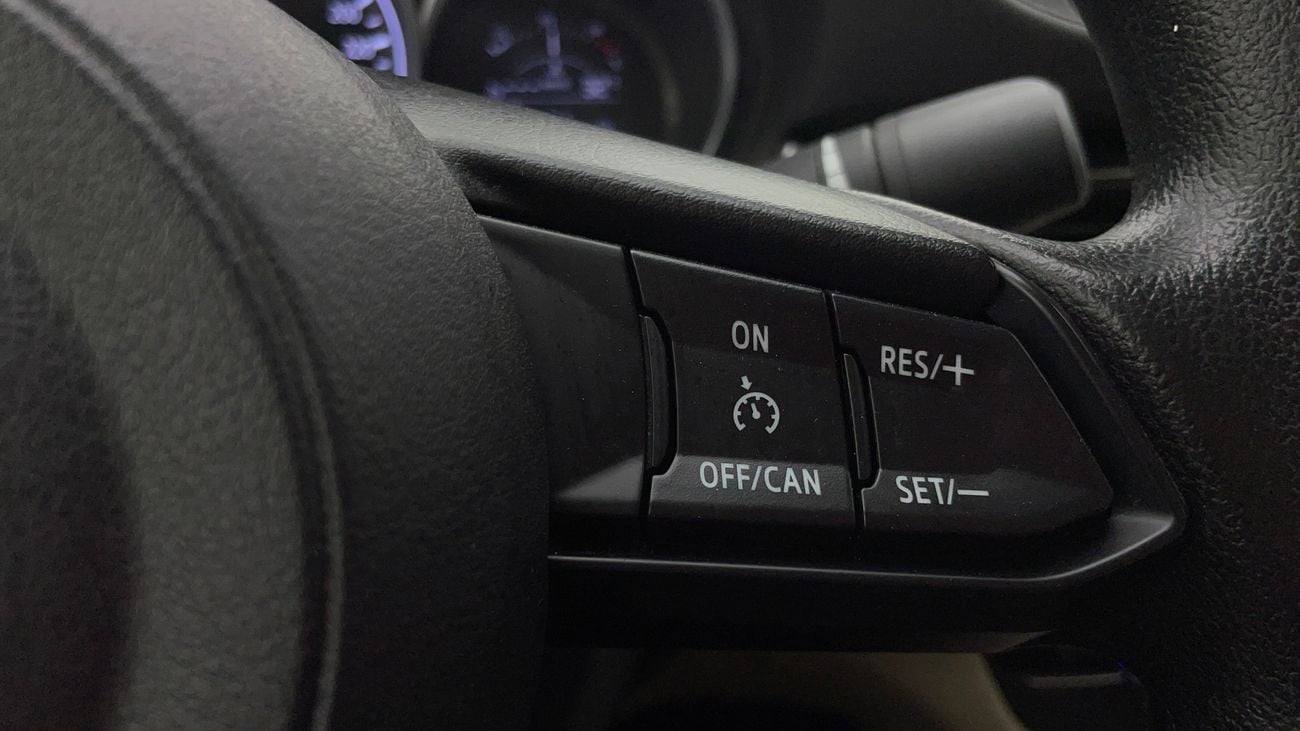 ON
OFF/CAN
RES/+
SET/—